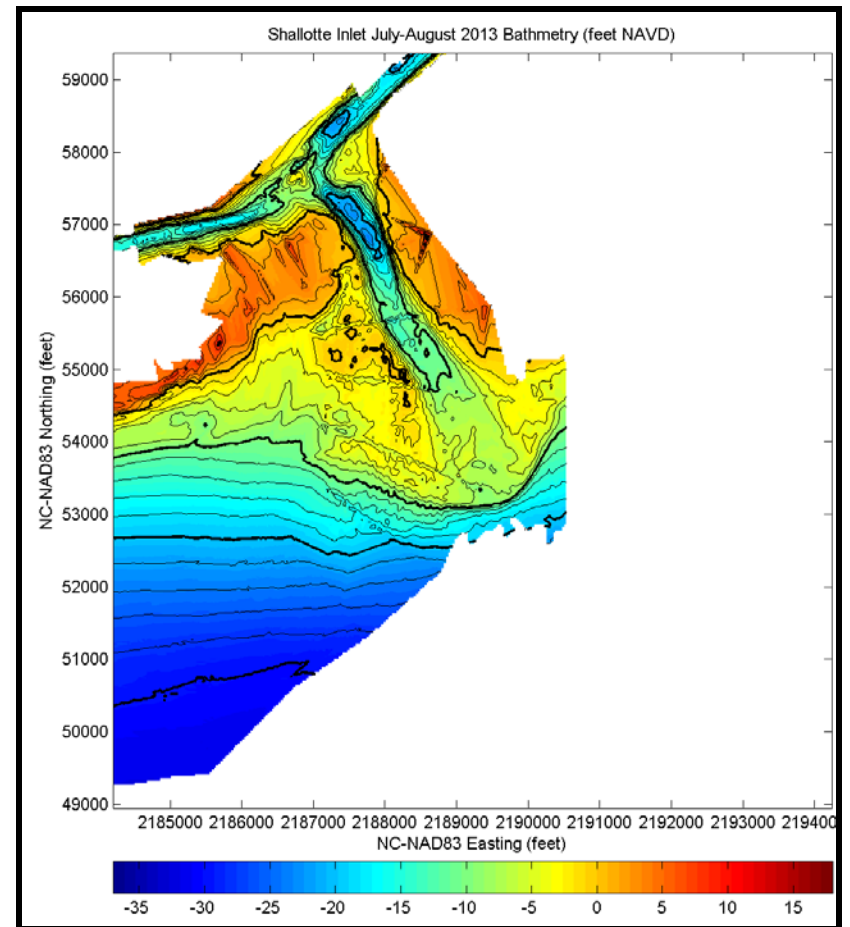 Shallotte Inlet July-August 2013 Bathmetry (feet NAVD)
59000
58000
57000
56000
55000
54000
53000
52000
51000
50000
49000
NC-NAD83 Northing (feet)
2185000 2186000 2187000 2188000 2189000 2190000 2191000 2192000 2193000 2194000
NC-NAD83 Easting (feet)
-35 -30 -25 -20 -15 -10 -5 0 5 10 15